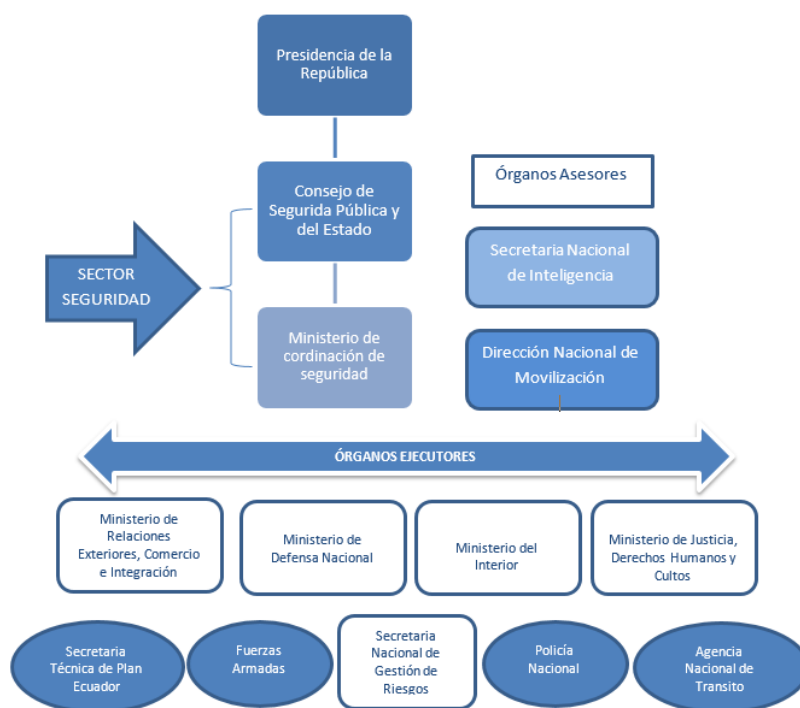 Presidencia de la
República
Consejo de
Segurida Pública y
del Estado
Órganos Asesores
Secretaria Nacional
de Inteligencia
SECTOR
SEGURIDAD
Ministerio de
cordinación de
seguridad
Dirección Nacional de
Movilización
ÓRGANOS EJECUTORES
Ministerio de
Relaciones
Exteriores, Comercio
e Integración
Ministerio de
Defensa Nacional
Ministerio del
Interior
Ministerio de Justicia,
Derechos Humanos y
Cultos
Secretaria
Técnica de Plan
Ecuador
Fuerzas
Armadas
Secretaria
Nacional de
Gestión de
Riesgos
Policía
Nacional
Agencia
Nacional de
Transito